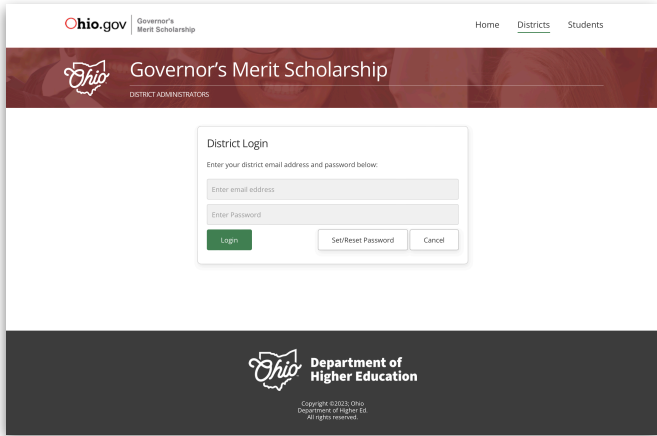 Ohio.gov
Governor's
Merit Scholarship
Home Districts Students
Ohio
Governor's Merit Scholarship
DISTRICT ADMINISTRATORS
District Login
Enter your district email address and password below:
Enter email address
Enter Password
Login Set/Reset Password Cancel
Ohio
Department of
Higher Education
Copyright ©2023; Ohio
Department of Higher Ed.
All rights reserved.